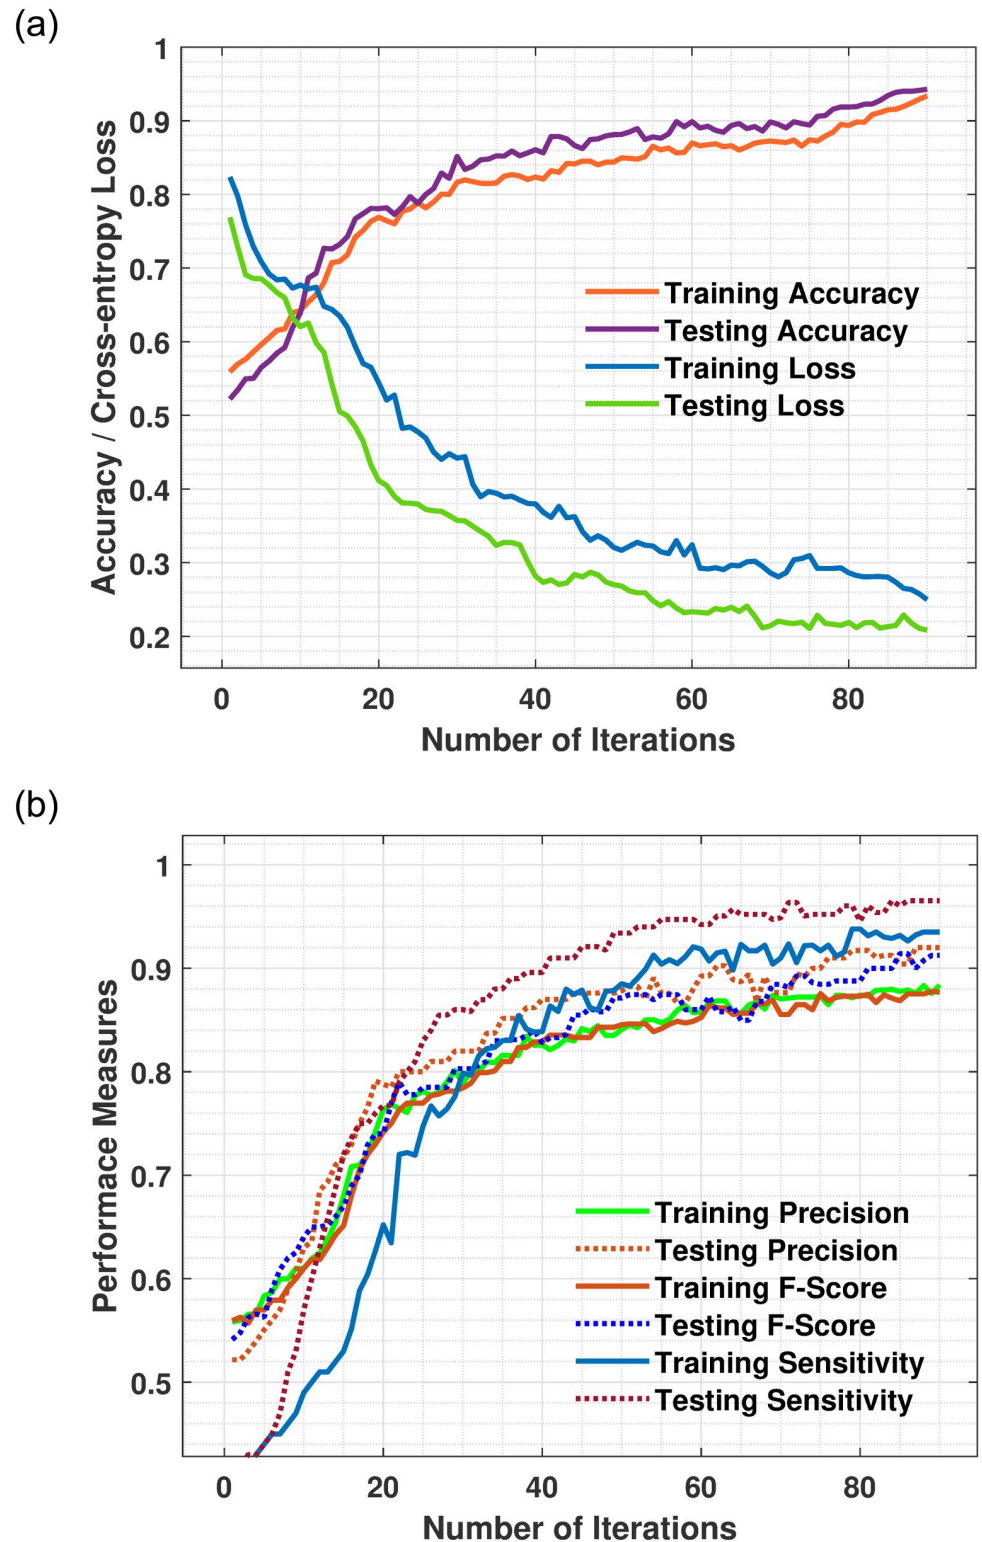 (a)
1
0.9
0.8
0.7
0.6
0.5
0.4
0.3
0.2
Accuracy / Cross-entropy Loss
Training Accuracy
Testing Accuracy
Training Loss
Testing Loss
0 20 40 60 80
Number of Iterations
(b)
1
0.9
0.8
0.7
0.6
0.5
Performace Measures
Training Precision
Testing Precision
Training F-Score
Testing F-Score
Training Sensitivity
Testing Sensitivity
0 20 40 60 80
Number of Iterations